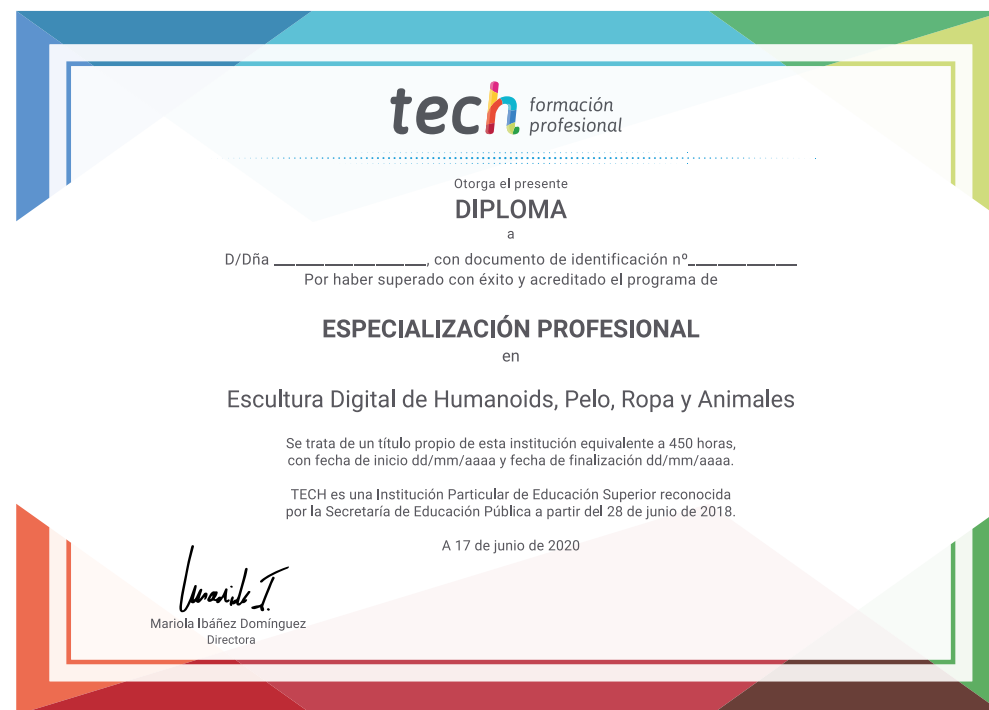 tech formación
profesional
Otorga el presente
DIPLOMA
a
D/Dña ________________, con documento de identificación nº___________
Por haber superado con éxito y acreditado el programa de
ESPECIALIZACIÓN PROFESIONAL
en
Escultura Digital de Humanoids, Pelo, Ropa y Animales
Se trata de un título propio de esta institución equivalente a 450 horas,
con fecha de inicio dd/mm/aaaa y fecha de finalización dd/mm/aaaa.
TECH es una Institución Particular de Educación Superior reconocida
por la Secretaría de Educación Pública a partir del 28 de junio de 2018.
A 17 de junio de 2020
Mariola Ibáñez Domínguez
Directora